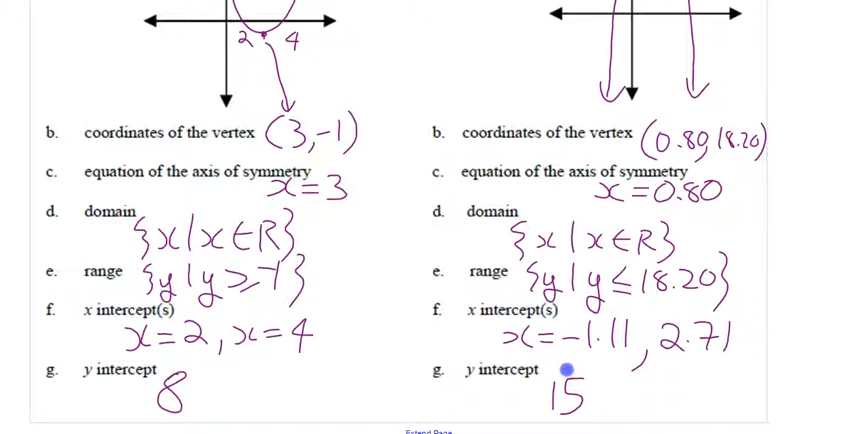 2 4
b. coordinates of the vertex (3,-1)
c. equation of the axis of symmetry
x=3
d. domain
{x|x∈R}
e. range {y|y≥-1}
f. x intercept(s)
x=2, x=4
g. y intercept
8
b. coordinates of the vertex (0.80, 18.20)
c. equation of the axis of symmetry
x=0.80
d. domain
{x|x∈R}
e. range {y|y≤18.20}
f. x intercept(s)
x=-1.11, 2.71
g. y intercept
15
Extend Page